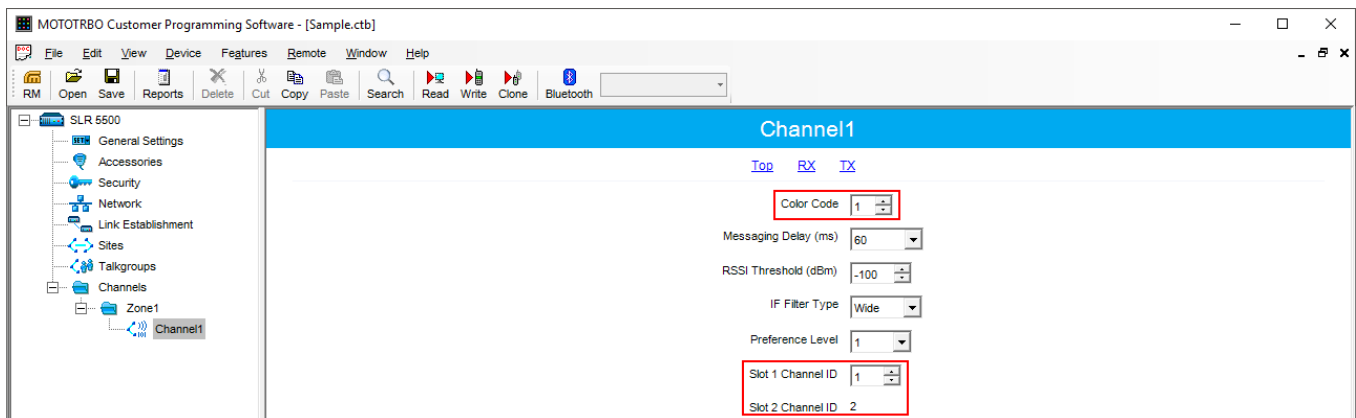 MOTOTRBO Customer Programming Software - [Sample.ctb]
File Edit View Device Features Remote Window Help
RM Open Save Reports Delete Cut Copy Paste Search Read Write Clone Bluetooth
SLR 5500
General Settings
Accessories
Security
Network
Link Establishment
Sites
Talkgroups
Channels
Zone1
Channel1
Channel1
Top RX TX
Color Code 1
Messaging Delay (ms) 60
RSSI Threshold (dBm) -100
IF Filter Type Wide
Preference Level 1
Slot 1 Channel ID 1
Slot 2 Channel ID 2